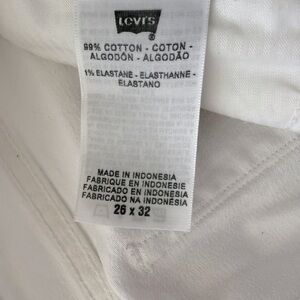 LEVI'S
®
99% COTTON - COTON -
ALGODÓN - ALGODÃO
1% ELASTANE - ELASTHANNE -
ELASTANO
MADE IN INDONESIA
FABRIQUE EN INDONESIE
FABRICADO EN INDONESIA
FABRICADO NA INDONÉSIA
26 x 32